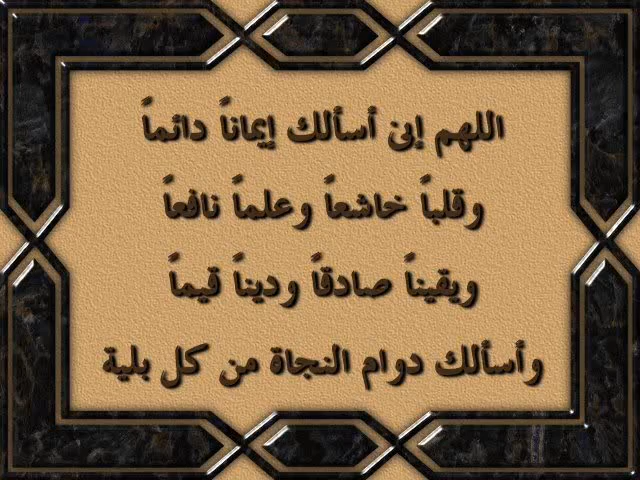 اللهم إنى أسألك إيماناً دائماً
وقلباً خاشعاً وعلماً نافعاً
ويقيناً صادقاً وديناً قيماً
وأسألك دوام النجاة من كل بلية